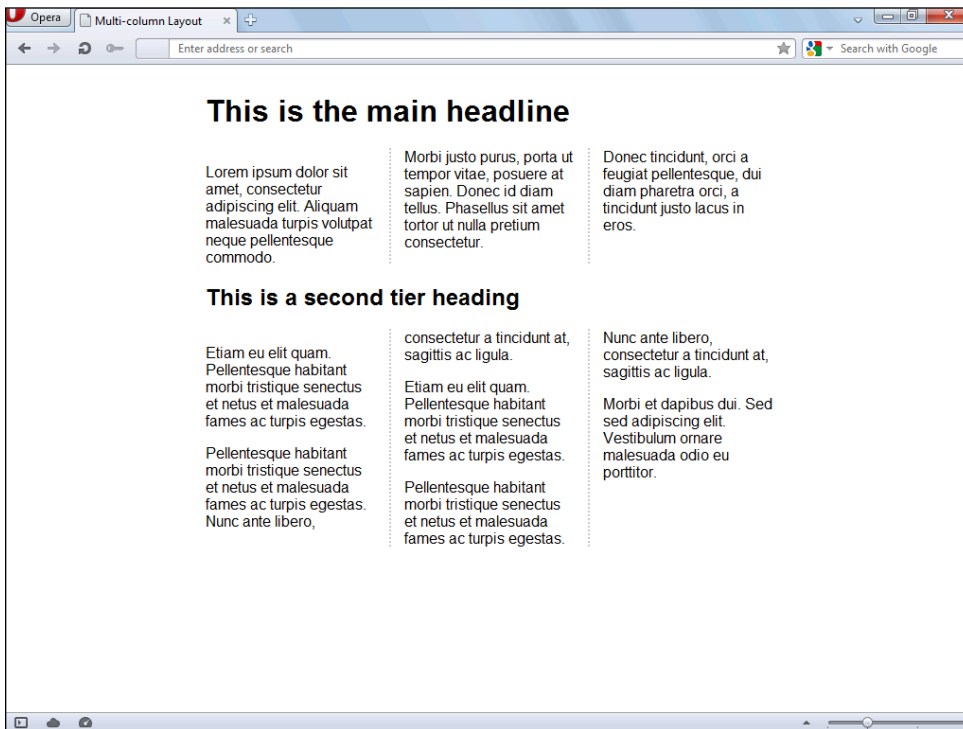 Opera
Multi-column Layout
Enter address or search
Search with Google
This is the main headline
Lorem ipsum dolor sit
amet, consectetur
adipiscing elit. Aliquam
malesuada turpis volutpat
neque pellentesque
commodo.
Morbi justo purus, porta ut
tempor vitae, posuere at
sapien. Donec id diam
tellus. Phasellus sit amet
tortor ut nulla pretium
consectetur.
Donec tincidunt, orci a
feugiat pellentesque, dui
diam pharetra orci, a
tincidunt justo lacus in
eros.
This is a second tier heading
Etiam eu elit quam.
Pellentesque habitant
morbi tristique senectus
et netus et malesuada
fames ac turpis egestas.
Pellentesque habitant
morbi tristique senectus
et netus et malesuada
fames ac turpis egestas.
Nunc ante libero,
consectetur a tincidunt at,
sagittis ac ligula.
Etiam eu elit quam.
Pellentesque habitant
morbi tristique senectus
et netus et malesuada
fames ac turpis egestas.
Pellentesque habitant
morbi tristique senectus
et netus et malesuada
fames ac turpis egestas.
Nunc ante libero,
consectetur a tincidunt at,
sagittis ac ligula.
Morbi et dapibus dui. Sed
sed adipiscing elit.
Vestibulum ornare
malesuada odio eu
porttitor.